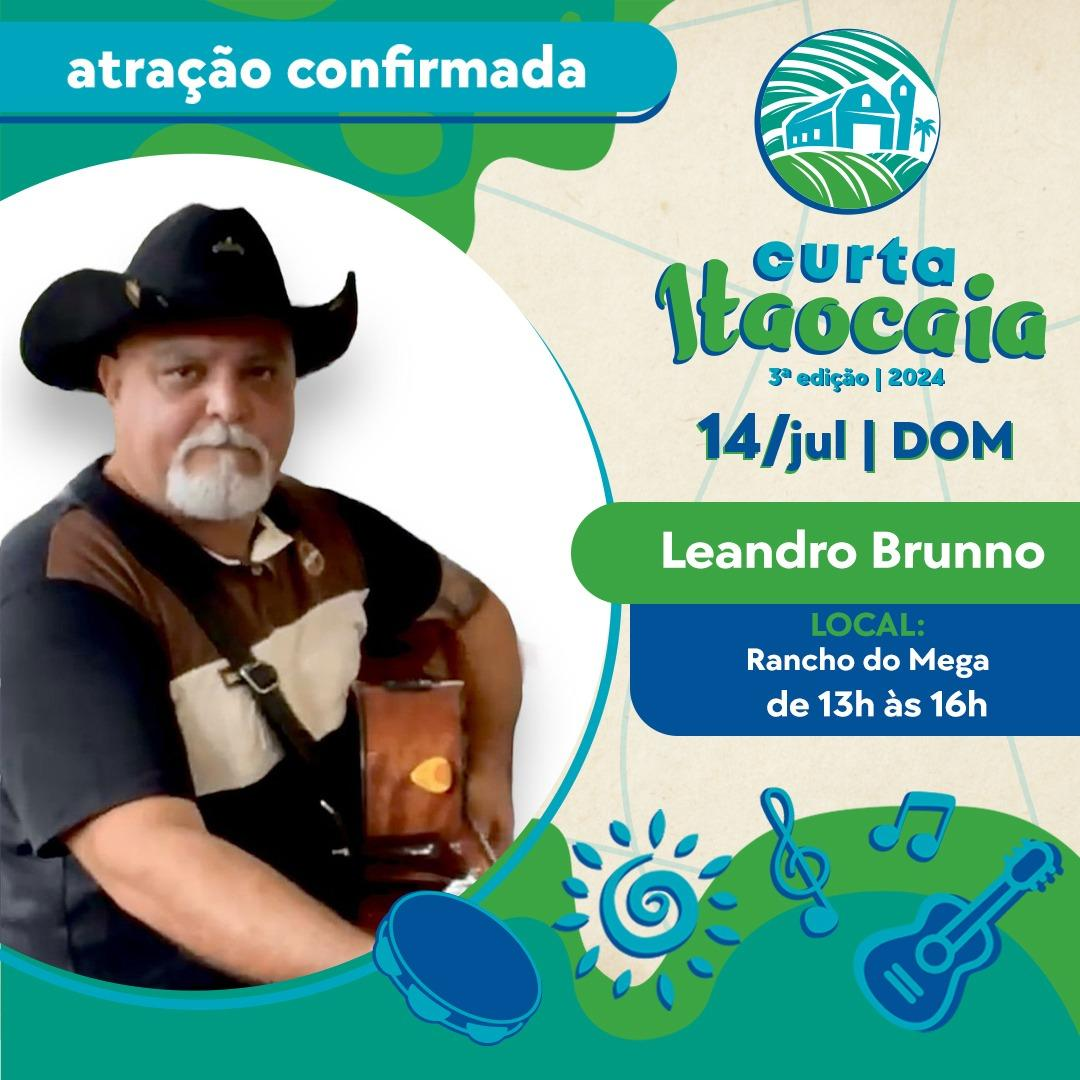 atração confirmada
curta
Itaocaia
3ª edição | 2024
14/jul | DOM
Leandro Brunno
LOCAL:
Rancho do Mega
de 13h às 16h